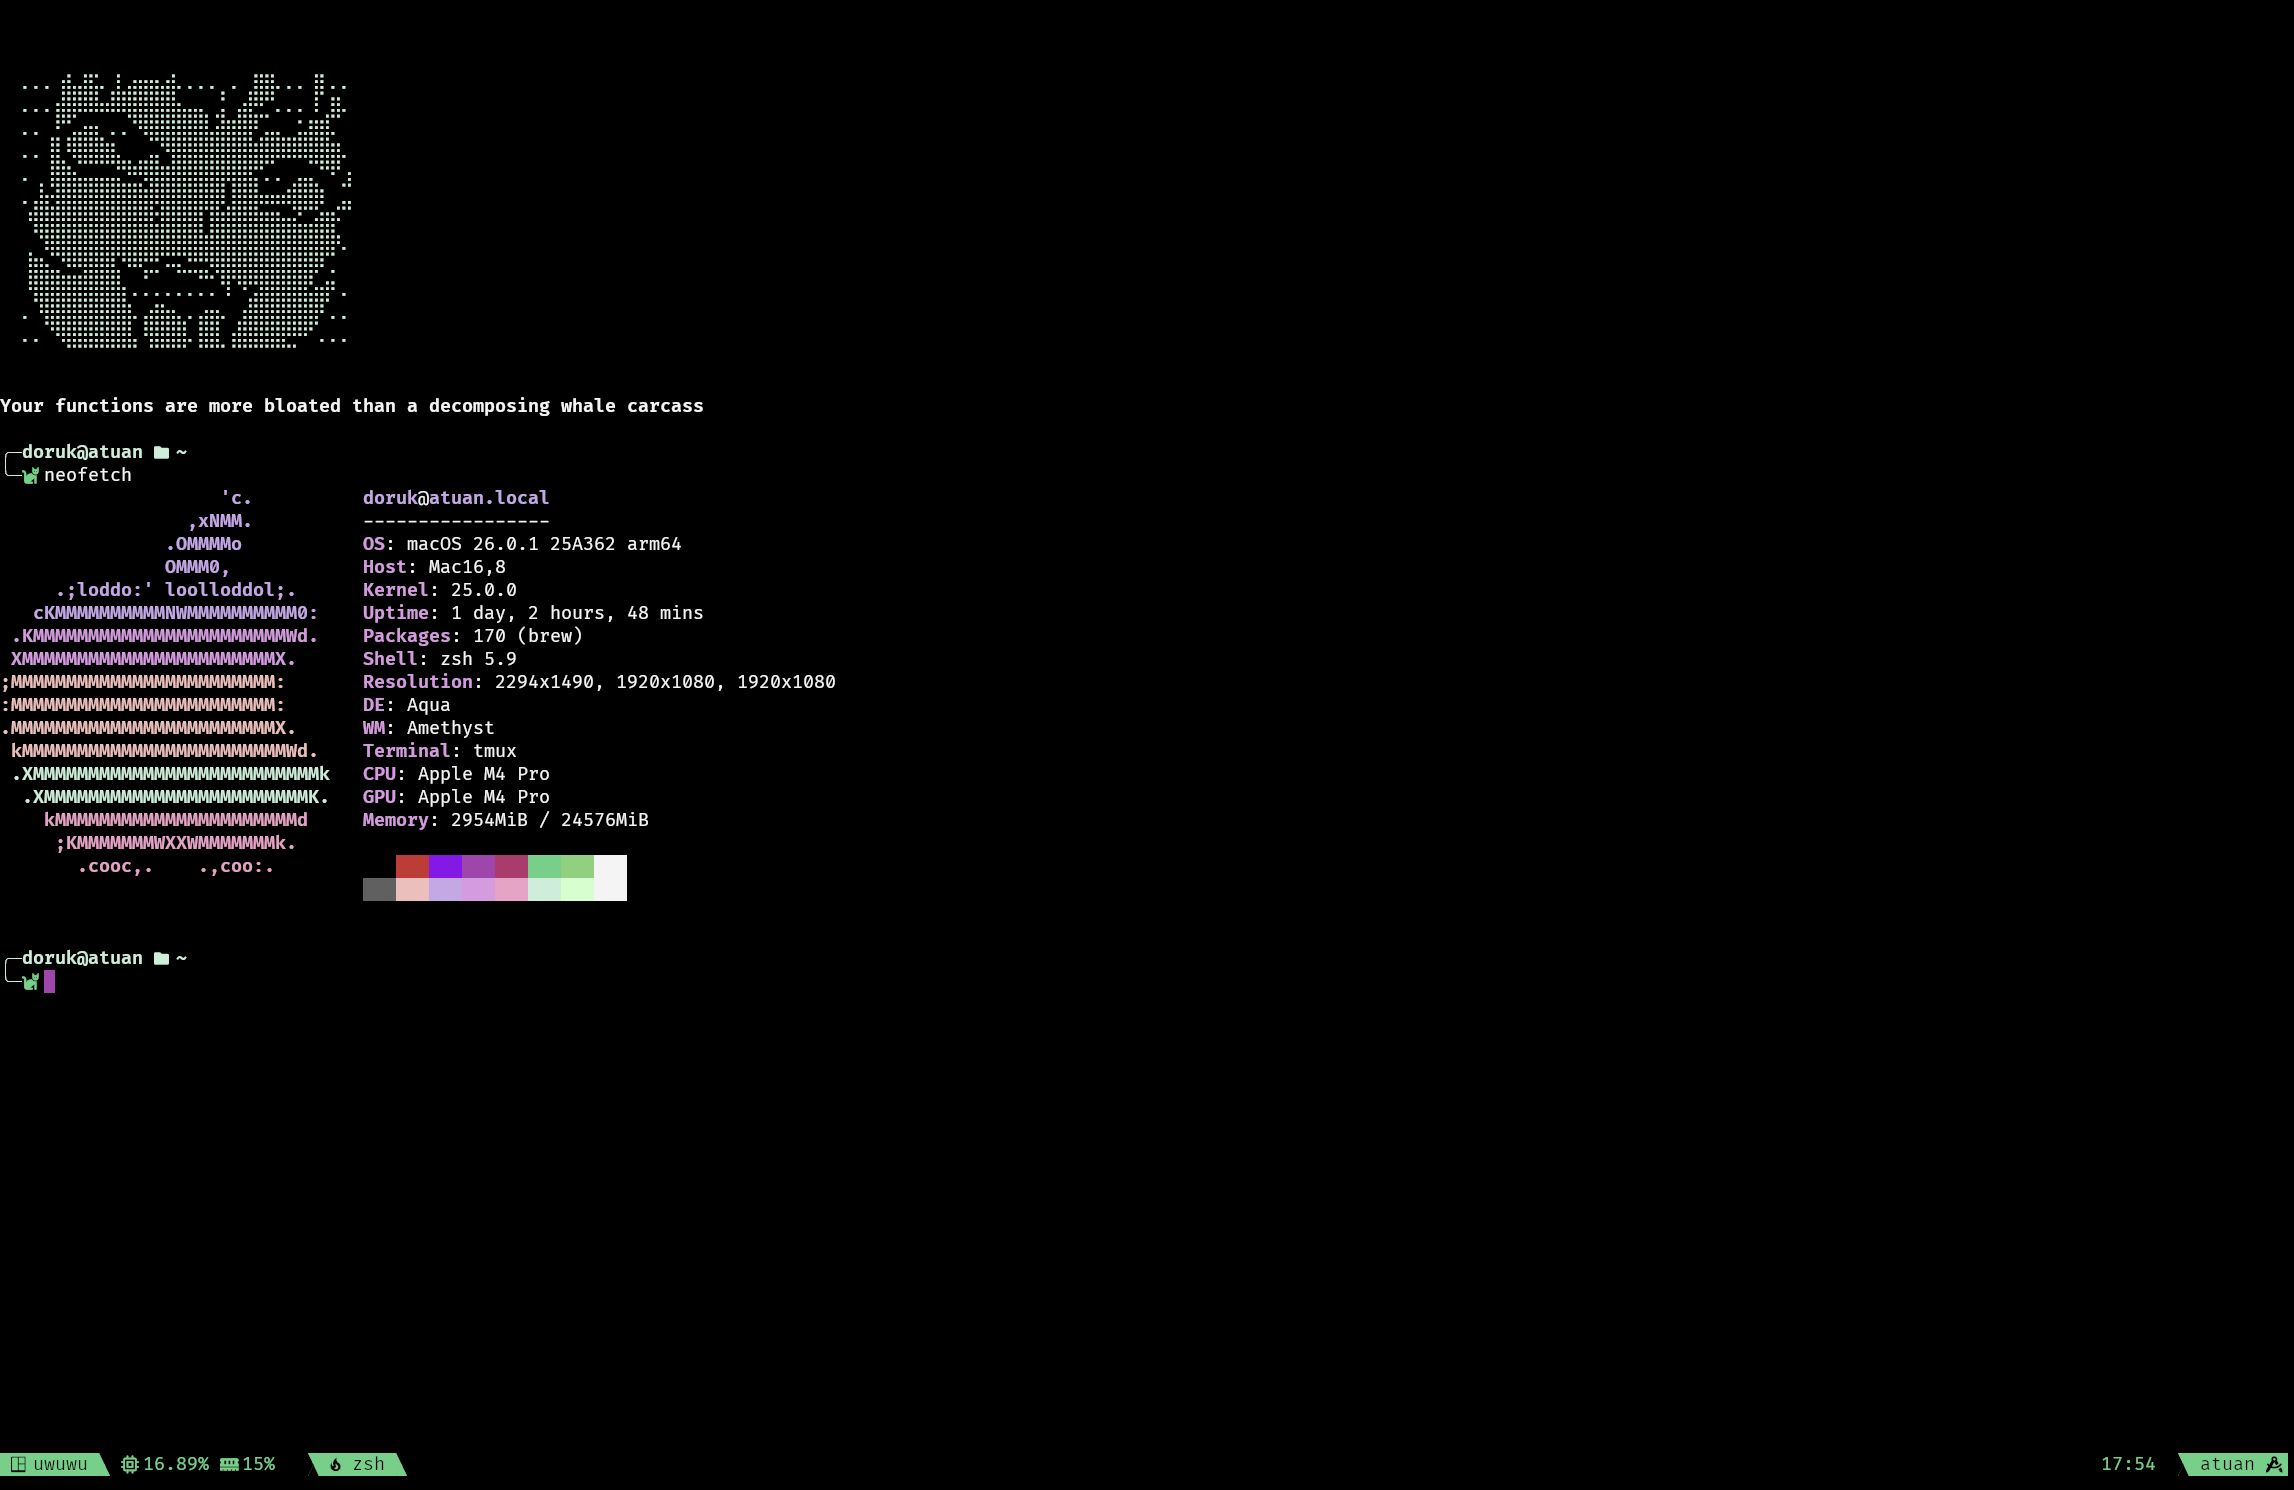 Your functions are more bloated than a decomposing whale carcass
doruk@atuan ~
neofetch
'c.          doruk@atuan.local
,xNMM.          -----------------
.OMMMMo           OS: macOS 26.0.1 25A362 arm64
OMMM0,            Host: Mac16,8
.;loddo:' loolloddol;.      Kernel: 25.0.0
cKMMMMMMMMMMNWMMMMMMMMMM0:    Uptime: 1 day, 2 hours, 48 mins
.KMMMMMMMMMMMMMMMMMMMMMMMWd.    Packages: 170 (brew)
XMMMMMMMMMMMMMMMMMMMMMMMX.      Shell: zsh 5.9
;MMMMMMMMMMMMMMMMMMMMMMMM:       Resolution: 2294x1490, 1920x1080, 1920x1080
:MMMMMMMMMMMMMMMMMMMMMMMM:       DE: Aqua
.MMMMMMMMMMMMMMMMMMMMMMMMX.      WM: Amethyst
kMMMMMMMMMMMMMMMMMMMMMMMMWd.    Terminal: tmux
.XMMMMMMMMMMMMMMMMMMMMMMMMMMk   CPU: Apple M4 Pro
.XMMMMMMMMMMMMMMMMMMMMMMMMK.   GPU: Apple M4 Pro
kMMMMMMMMMMMMMMMMMMMMMMd     Memory: 2954MiB / 24576MiB
;KMMMMMMMWXXWMMMMMMMk.
.cooc,.    .,coo:.
doruk@atuan ~
uwuwu 16.89% 15% zsh 17:54 atuan